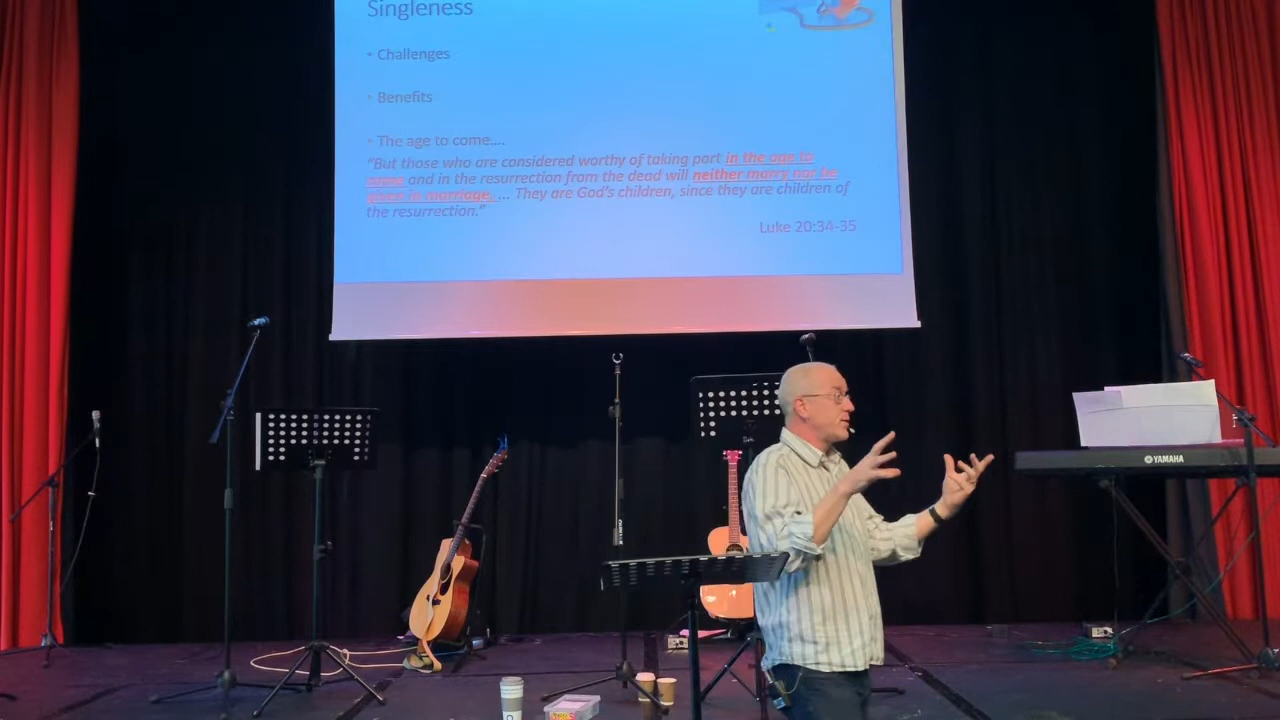 Singleness
• Challenges
• Benefits
• The age to come....
"But those who are considered worthy of taking part in the age to
come and in the resurrection from the dead will neither marry nor be
given in marriage, ... They are God's children, since they are children of
the resurrection."
Luke 20:34-35
YAMAHA